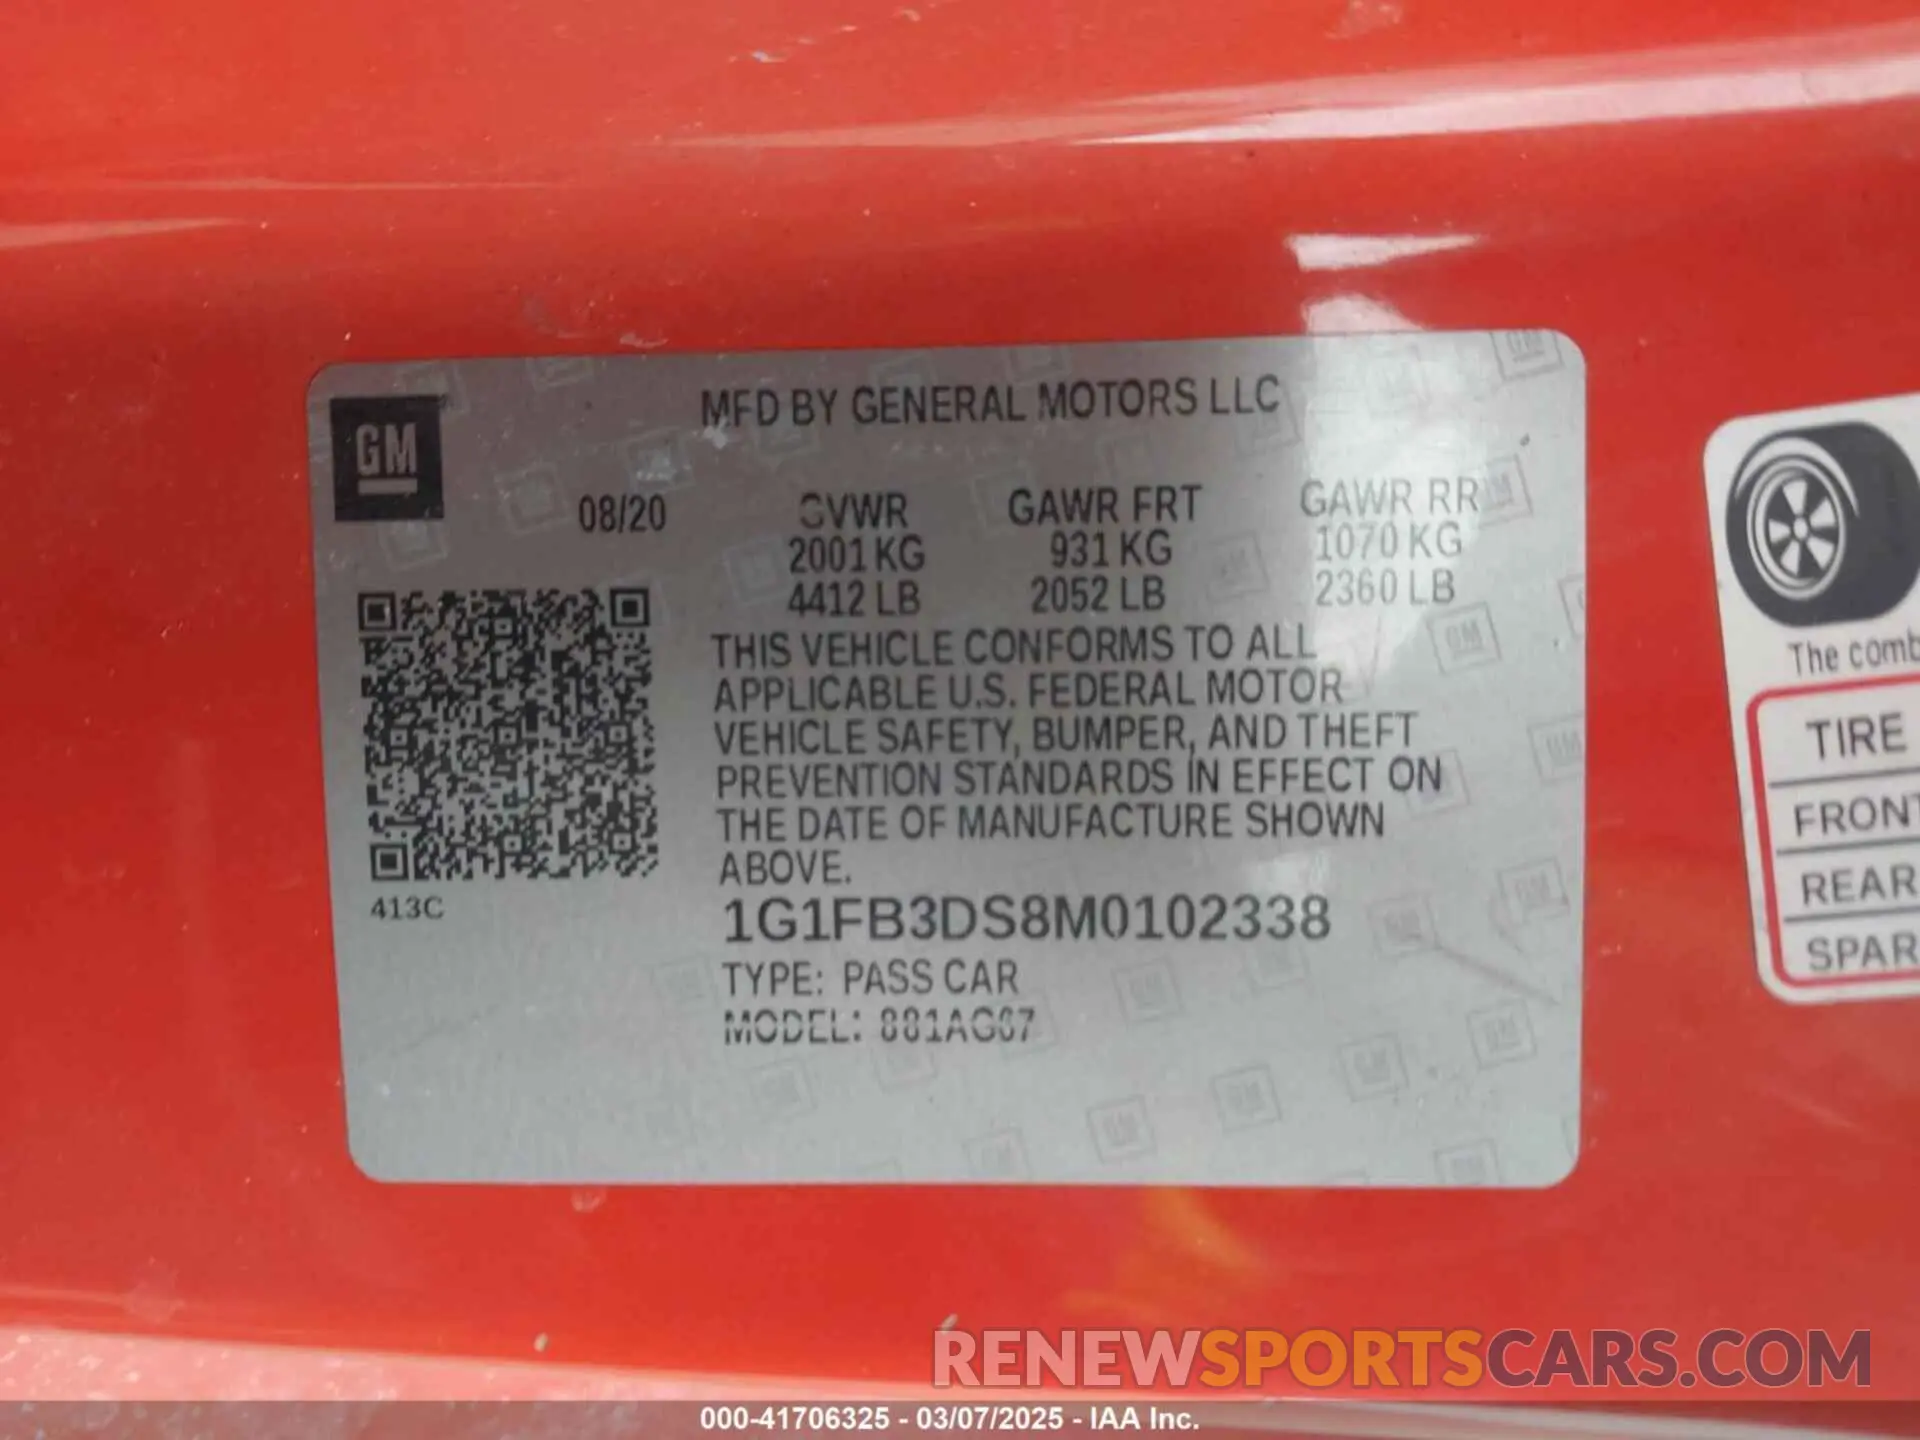 MFD BY GENERAL MOTORS LLC
GM
08/20 GVWR GAWR FRT GAWR RR
2001 KG 931 KG 1070 KG
4412 LB 2052 LB 2360 LB
THIS VEHICLE CONFORMS TO ALL
APPLICABLE U.S. FEDERAL MOTOR
VEHICLE SAFETY, BUMPER, AND THEFT
PREVENTION STANDARDS IN EFFECT ON
THE DATE OF MANUFACTURE SHOWN
ABOVE.
413C
1G1FB3DS8M0102338
TYPE: PASS CAR
MODEL: 881AG67
The comb
TIRE
FRONT
REAR
SPAR
RENEWSPORTSCARS.COM
000-41706325 - 03/07/2025 - IAA Inc.